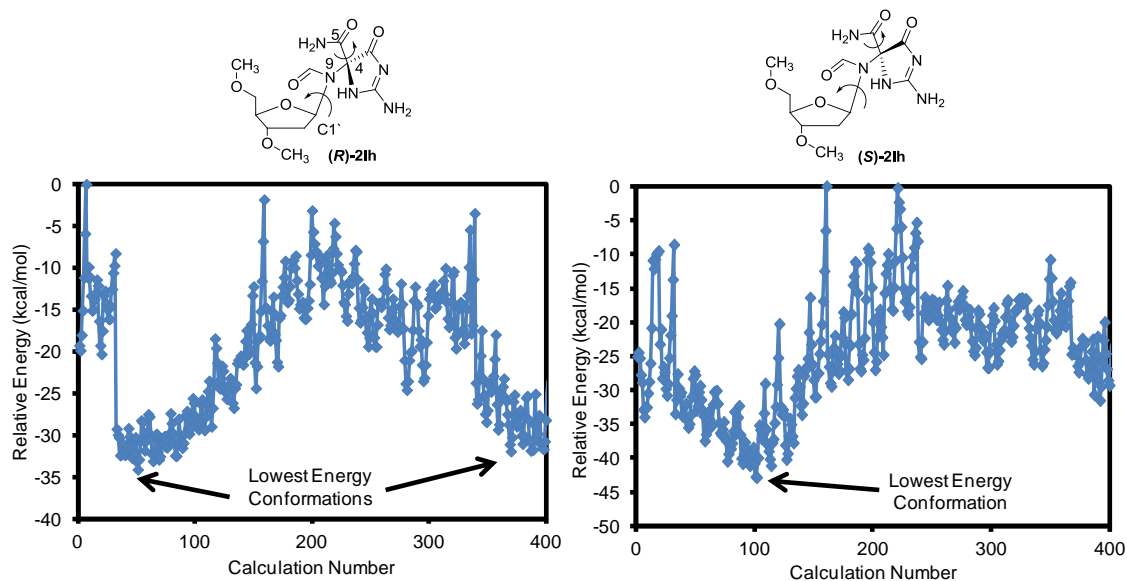 H2N
5
O
O
9
N
4
N
O
HN
NH2
CH3
O
O
C1`
O
CH3
(R)-2Ih
H2N
O
O
N
N
O
HN
NH2
CH3
O
O
O
CH3
(S)-2Ih
Relative Energy (kcal/mol)
0
-5
-10
-15
-20
-25
-30
-35
-40
Lowest Energy
Conformations
0
100
200
300
400
Calculation Number
Relative Energy (kcal/mol)
0
-5
-10
-15
-20
-25
-30
-35
-40
-45
-50
Lowest Energy
Conformation
0
100
200
300
400
Calculation Number